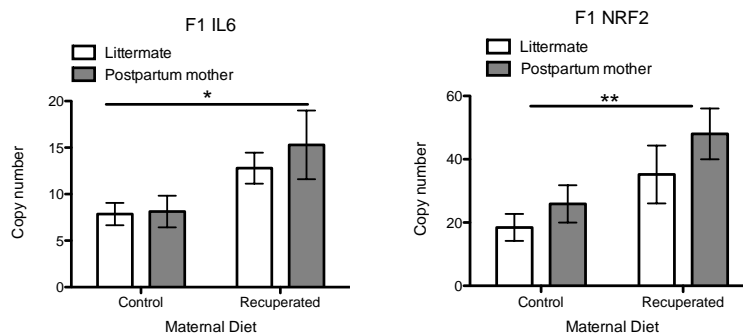 F1 IL6
Littermate
Postpartum mother
*
20
15
10
5
0
Copy number
Control
Recuperated
Maternal Diet
F1 NRF2
Littermate
Postpartum mother
**
60
40
20
0
Copy number
Control
Recuperated
Maternal Diet